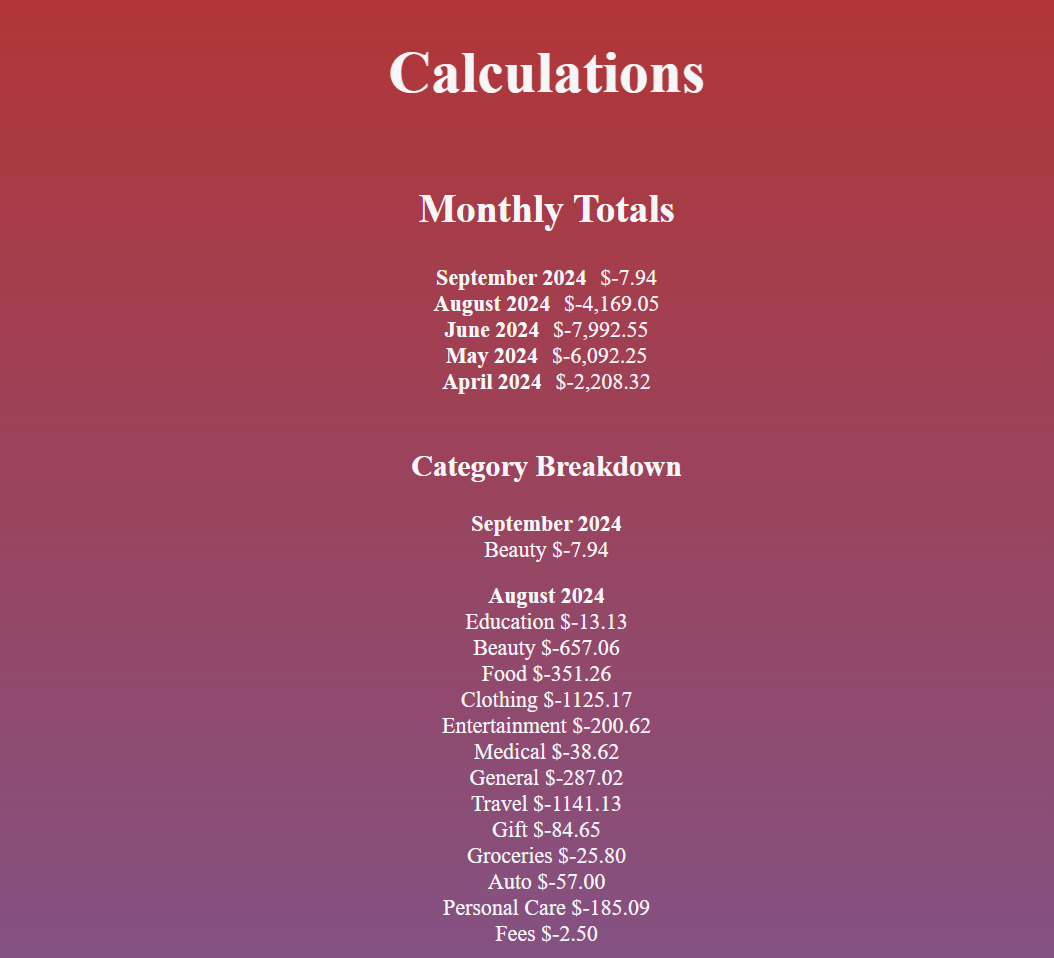 Calculations
Monthly Totals
September 2024 $-7.94
August 2024 $-4,169.05
June 2024 $-7,992.55
May 2024 $-6,092.25
April 2024 $-2,208.32
Category Breakdown
September 2024
Beauty $-7.94
August 2024
Education $-13.13
Beauty $-657.06
Food $-351.26
Clothing $-1125.17
Entertainment $-200.62
Medical $-38.62
General $-287.02
Travel $-1141.13
Gift $-84.65
Groceries $-25.80
Auto $-57.00
Personal Care $-185.09
Fees $-2.50